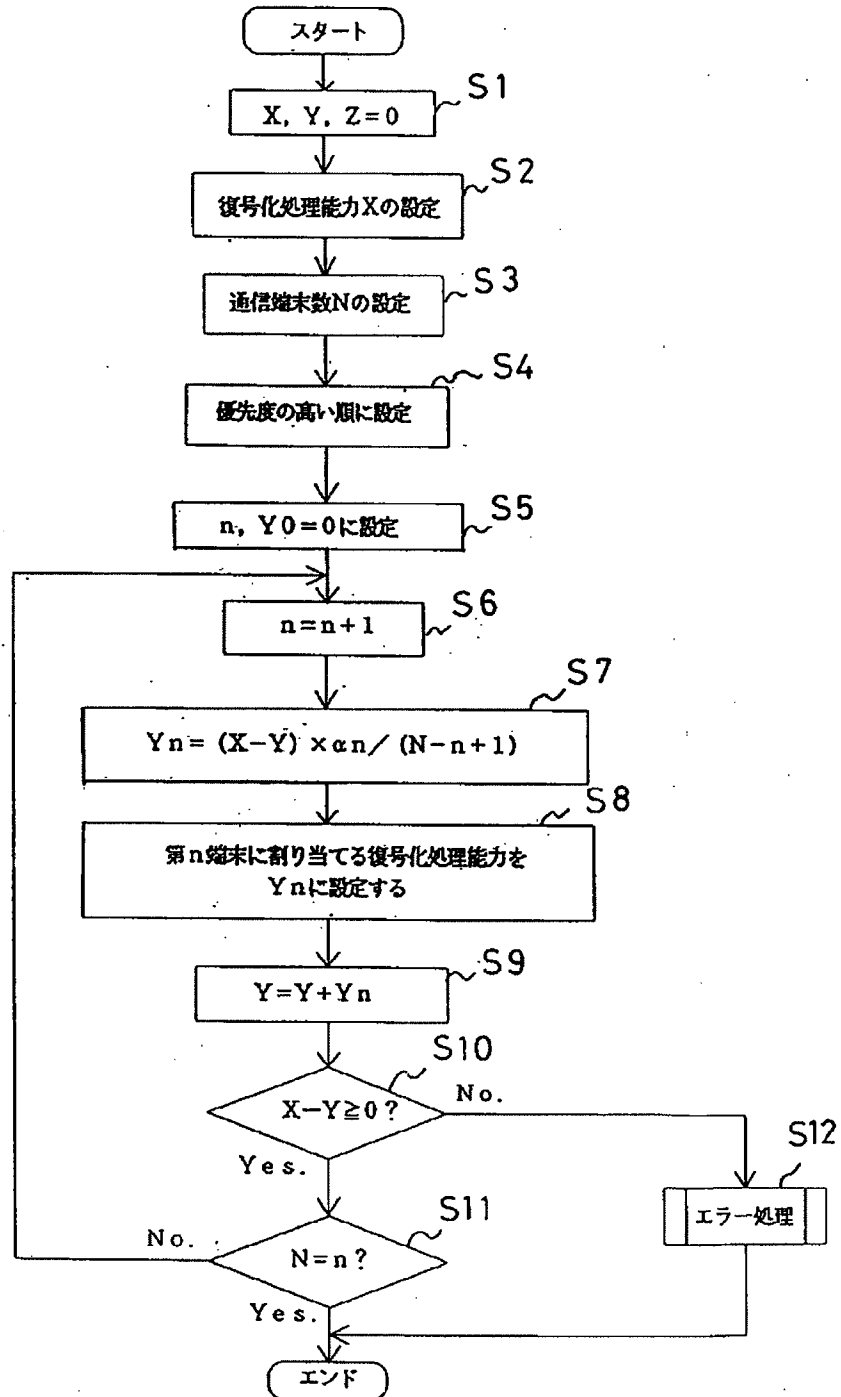 スタート
S1
X, Y, Z=0
S2
復号化処理能力Xの設定
S3
通信端末数Nの設定
S4
優先度の高い順に設定
S5
n, Y0=0に設定
S6
n=n+1
S7
Yn= (X-Y) ×αn/ (N-n+1)
S8
第n端末に割り当てる復号化処理能力を
Ynに設定する
S9
Y=Y+Yn
S10
X-Y≧0?
No.
Yes.
S12
エラー処理
S11
N=n?
No.
Yes.
エンド